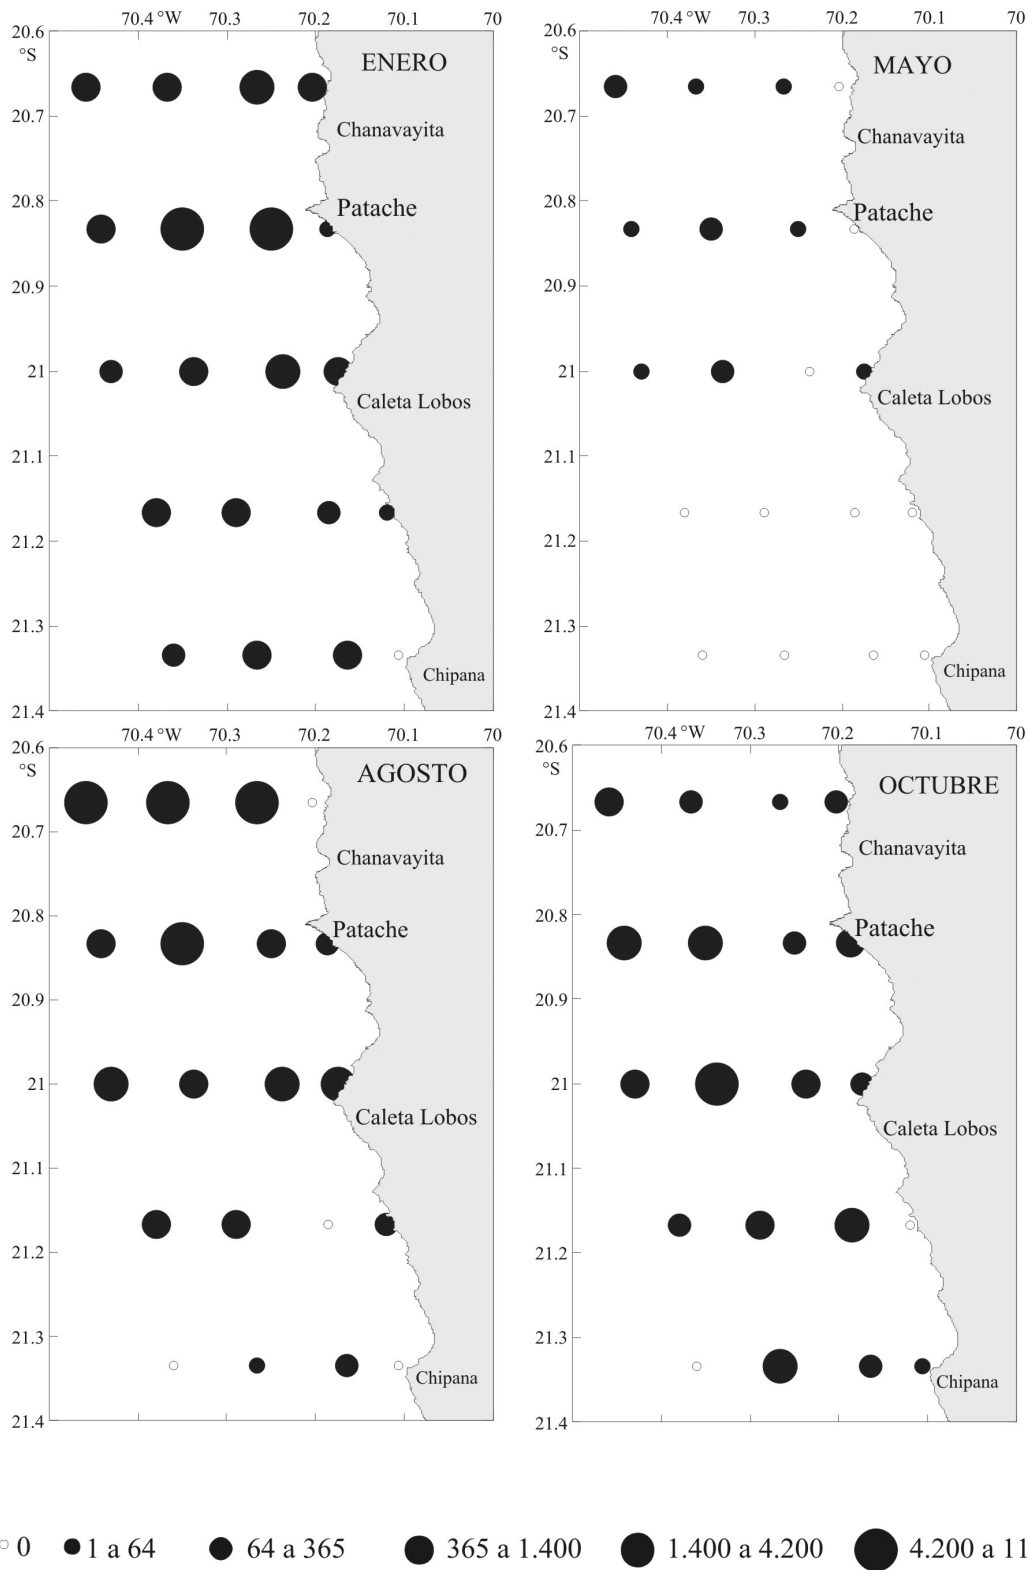 70.4 °W 70.3 70.2 70.1 70
20.6
°S
ENERO
20.7
Chanavayita
20.8
Patache
20.9
21
Caleta Lobos
21.1
21.2
21.3
Chipana
21.4
70.4 °W 70.3 70.2 70.1 70
20.6
°S
MAYO
20.7
Chanavayita
20.8
Patache
20.9
21
Caleta Lobos
21.1
21.2
21.3
Chipana
21.4
70.4 °W 70.3 70.2 70.1 70
20.6
°S
AGOSTO
20.7
Chanavayita
20.8
Patache
20.9
21
Caleta Lobos
21.1
21.2
21.3
Chipana
21.4
70.4 °W 70.3 70.2 70.1 70
20.6
°S
OCTUBRE
20.7
Chanavayita
20.8
Patache
20.9
21
Caleta Lobos
21.1
21.2
21.3
Chipana
21.4
0 1 a 64 64 a 365 365 a 1.400 1.400 a 4.200 4.200 a 11